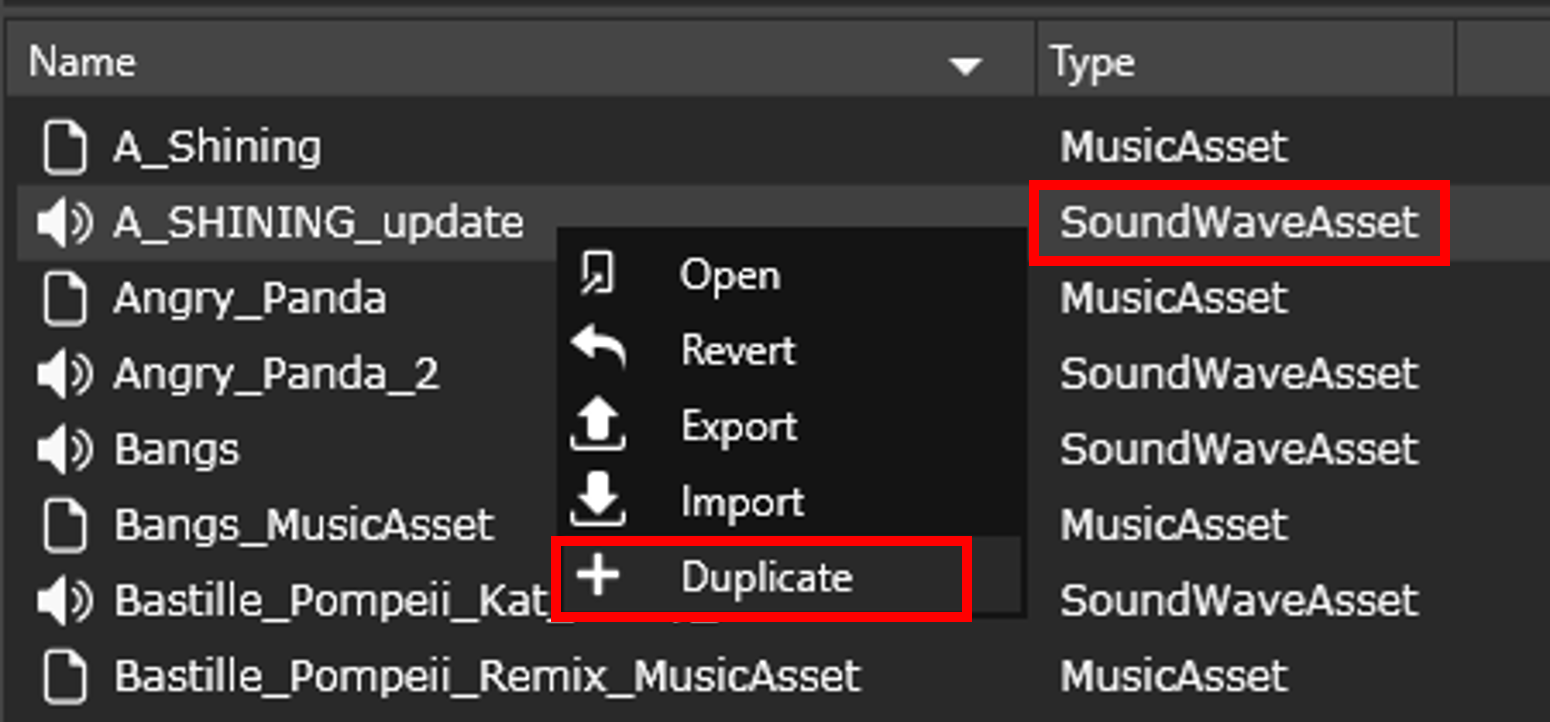 Name Type
A_Shining MusicAsset
A_SHINING_update SoundWaveAsset
Open
Angry_Panda MusicAsset
Revert
Angry_Panda_2 SoundWaveAsset
Export
Bangs SoundWaveAsset
Import
Bangs_MusicAsset MusicAsset
Duplicate
Bastille_Pompeii_Kat SoundWaveAsset
Bastille_Pompeii_Remix_MusicAsset MusicAsset